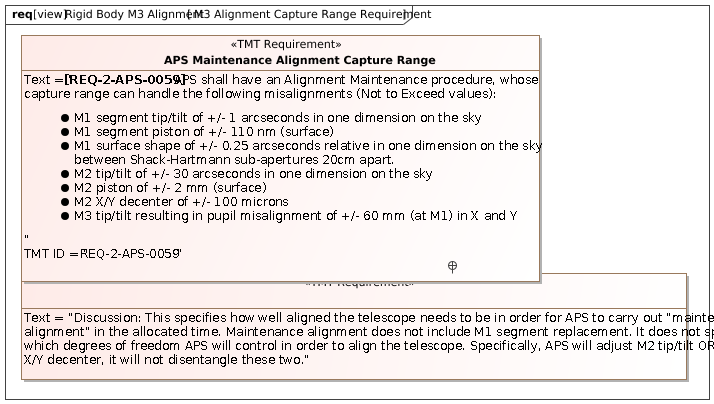 req [view] Rigid Body M3 Alignment [ M3 Alignment Capture Range Requirement
«TMT Requirement»
APS Maintenance Alignment Capture Range
Text = "[REQ-2-APS-0059] APS shall have an Alignment Maintenance procedure, whose
capture range can handle the following misalignments (Not to Exceed values):
● M1 segment tip/tilt of +/- 1 arcseconds in one dimension on the sky
● M1 segment piston of +/- 110 nm (surface)
● M1 surface shape of +/- 0.25 arcseconds relative in one dimension on the sky
between Shack-Hartmann sub-apertures 20cm apart.
● M2 tip/tilt of +/- 30 arcseconds in one dimension on the sky
● M2 piston of +/- 2 mm (surface)
● M2 X/Y decenter of +/- 100 microns
● M3 tip/tilt resulting in pupil misalignment of +/- 60 mm (at M1) in X and Y
"
TMT ID = "REQ-2-APS-0059"
«TMT Requirement»
Text = "Discussion: This specifies how well aligned the telescope needs to be in order for APS to carry out "mainte
alignment" in the allocated time. Maintenance alignment does not include M1 segment replacement. It does not sp
which degrees of freedom APS will control in order to align the telescope. Specifically, APS will adjust M2 tip/tilt OR
X/Y decenter, it will not disentangle these two."